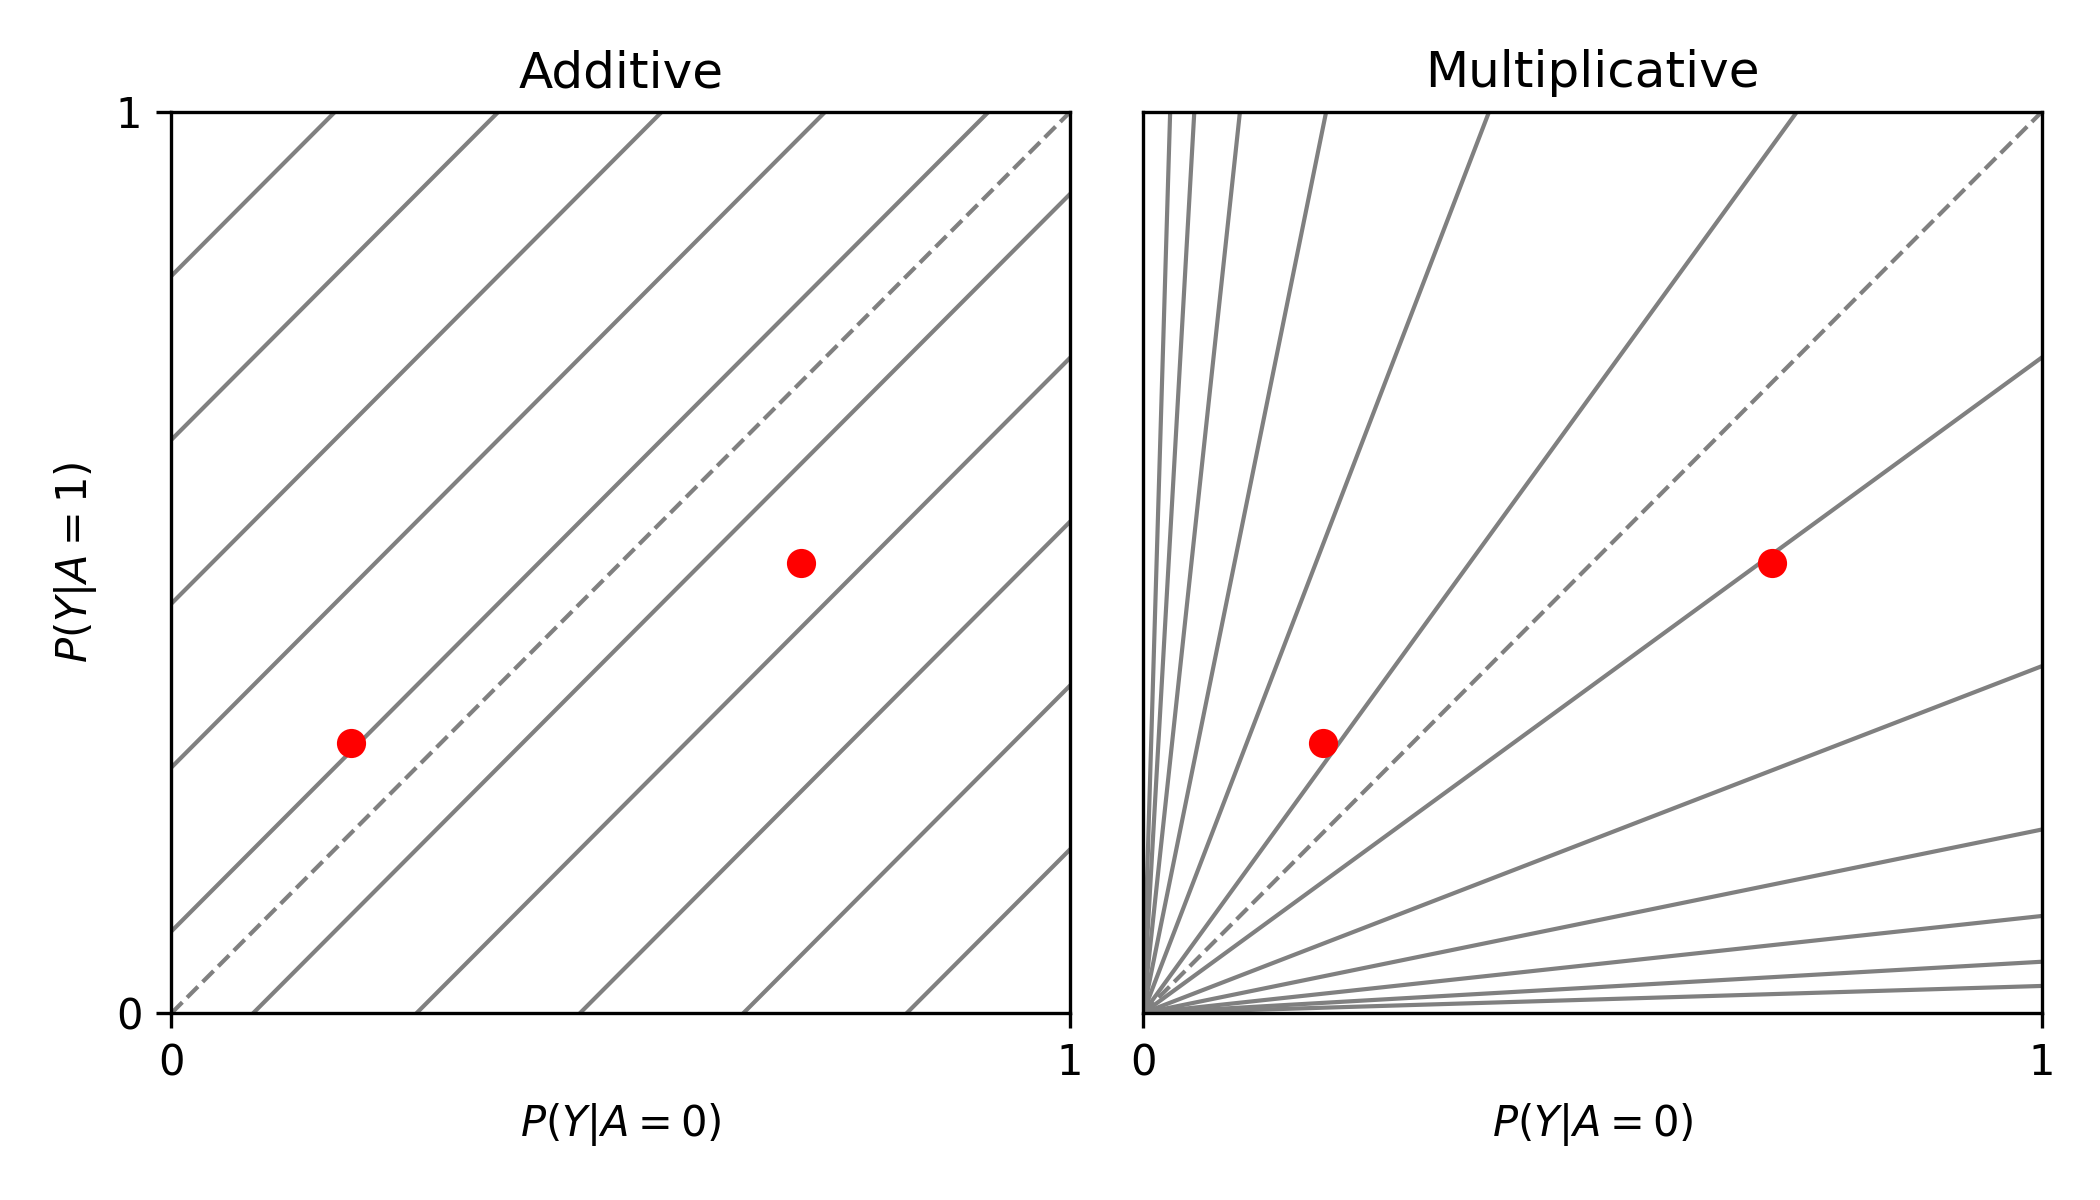 Additive
Multiplicative
1
P(Y|A = 1)
0
0
1
0
1
P(Y|A = 0)
P(Y|A = 0)